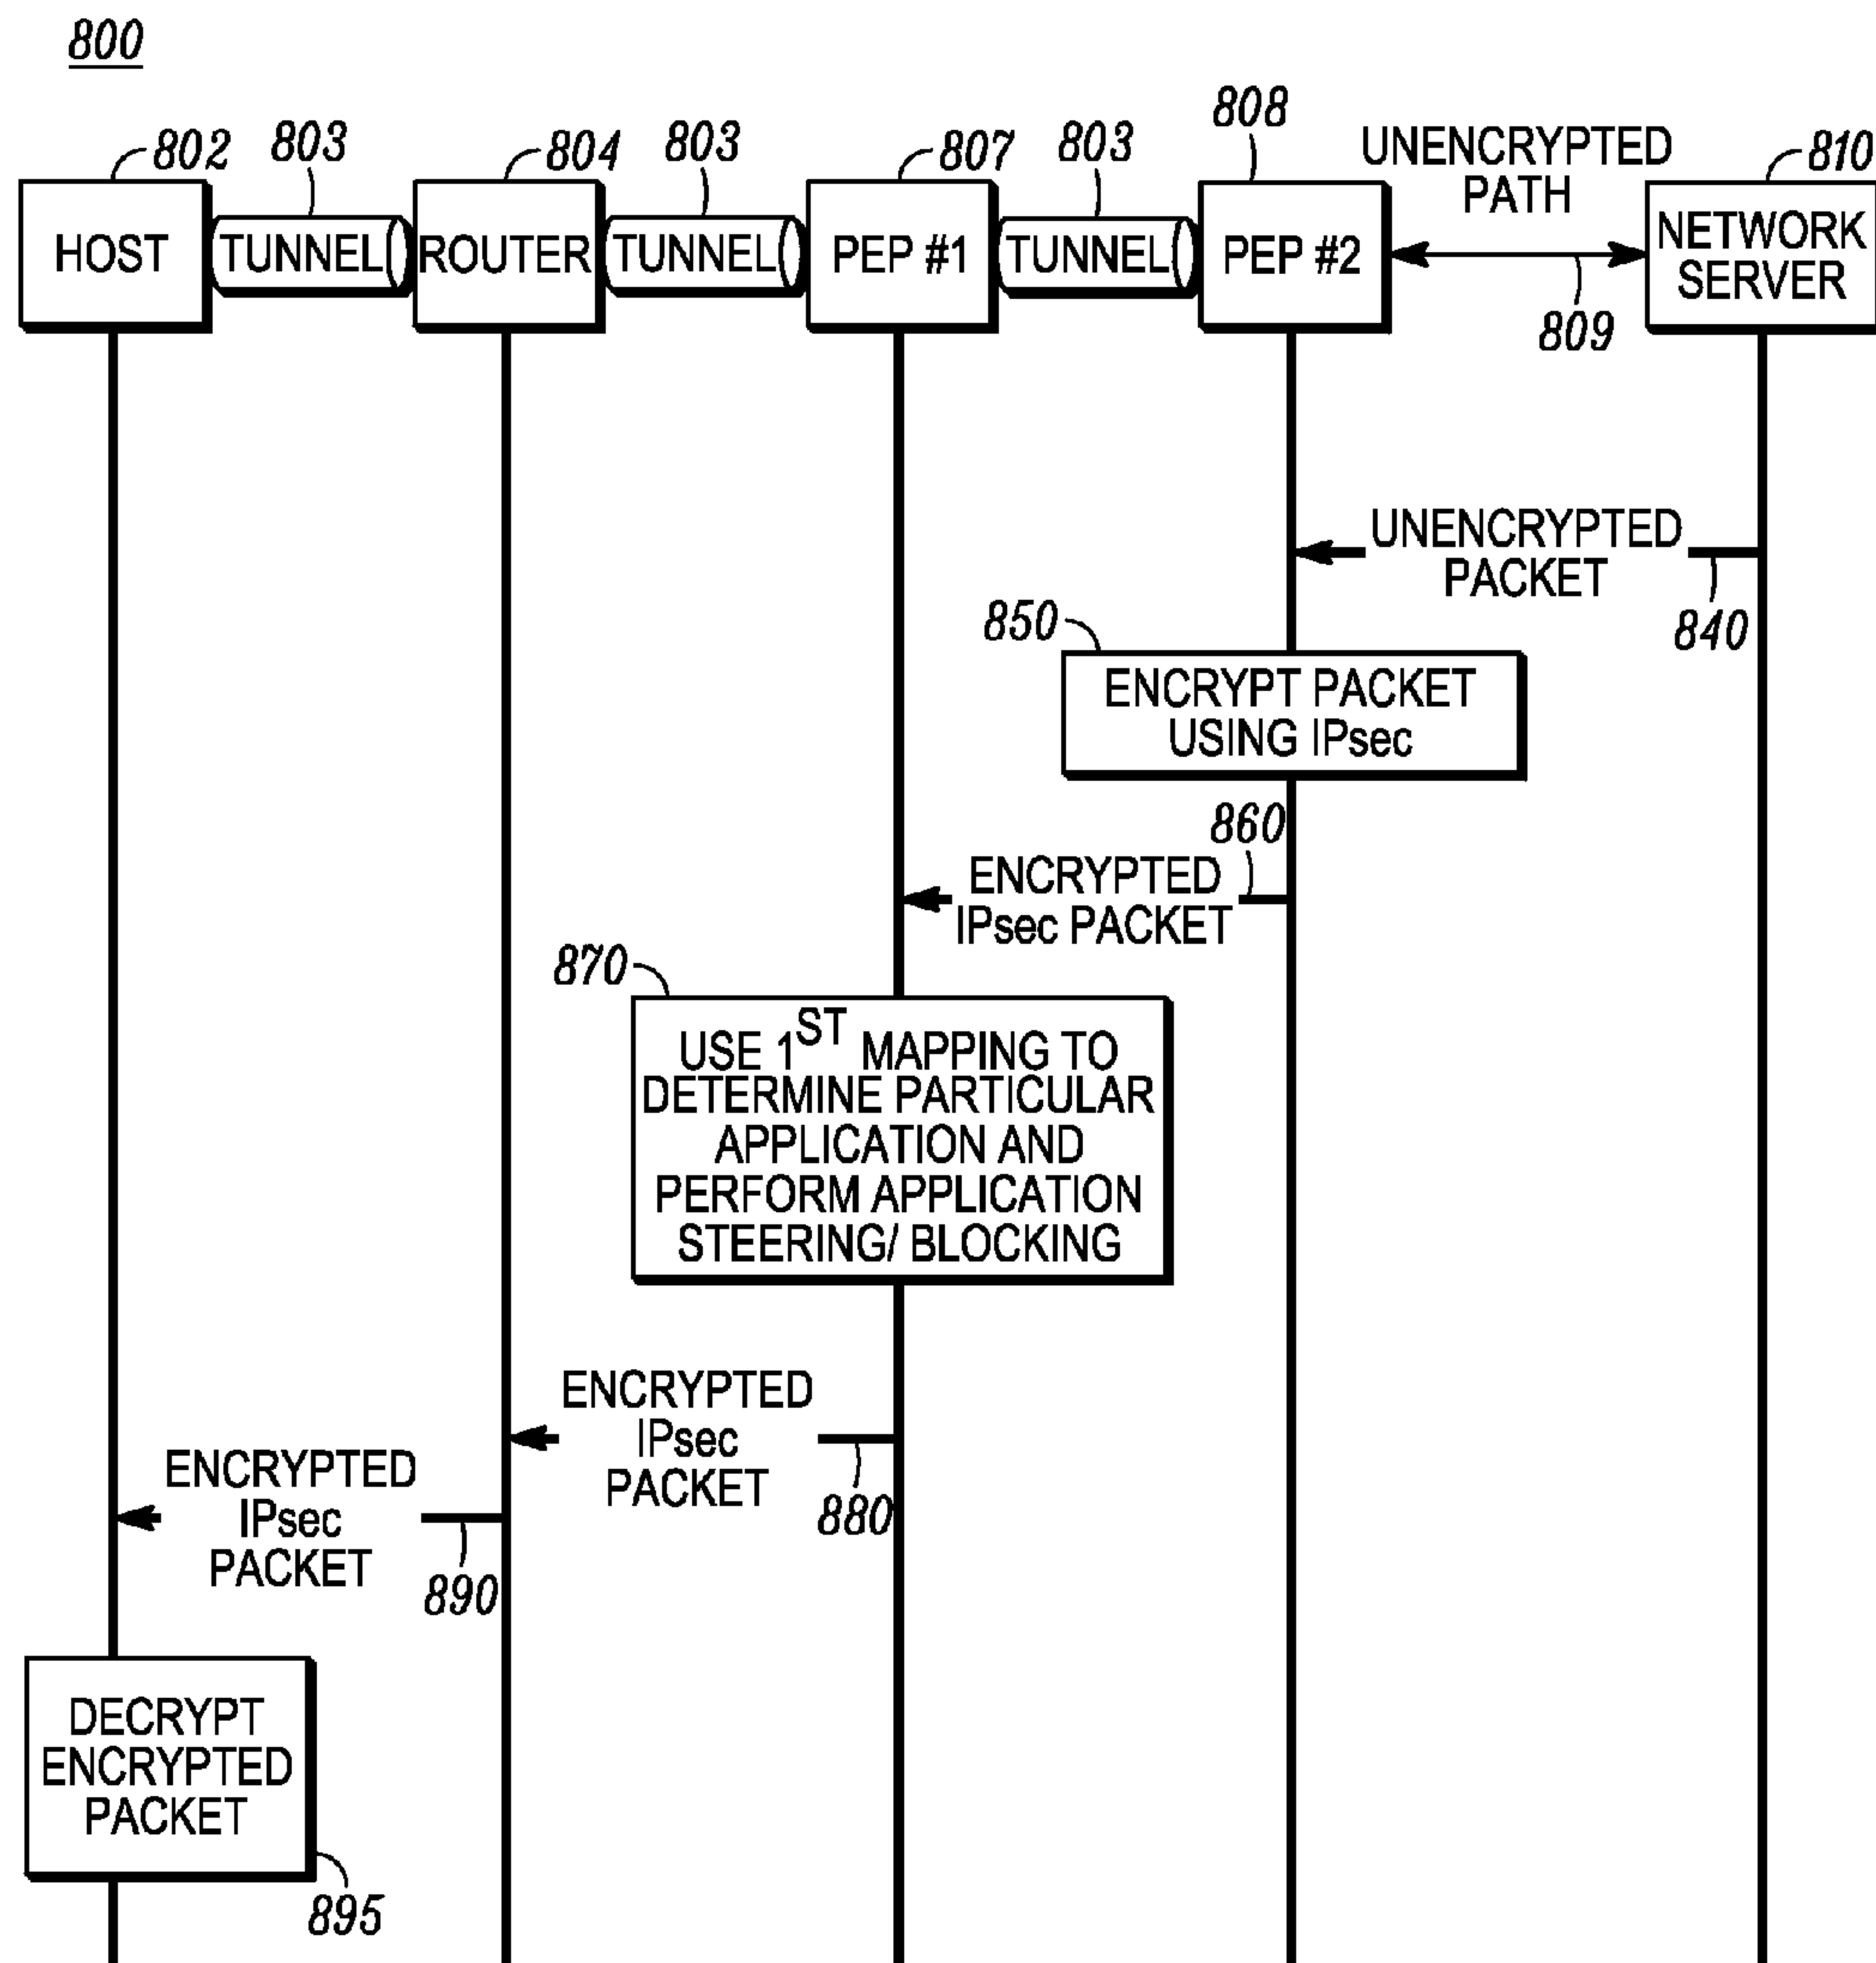 800
802
803
804
803
807
803
808
UNENCRYPTED
PATH
810
HOST
TUNNEL
ROUTER
TUNNEL
PEP #1
TUNNEL
PEP #2
NETWORK
SERVER
809
UNENCRYPTED
PACKET
840
850
ENCRYPT PACKET
USING IPsec
860
ENCRYPTED
IPsec PACKET
870
USE 1ST MAPPING TO
DETERMINE PARTICULAR
APPLICATION AND
PERFORM APPLICATION
STEERING/ BLOCKING
ENCRYPTED
IPsec
PACKET
880
ENCRYPTED
IPsec
PACKET
890
DECRYPT
ENCRYPTED
PACKET
895